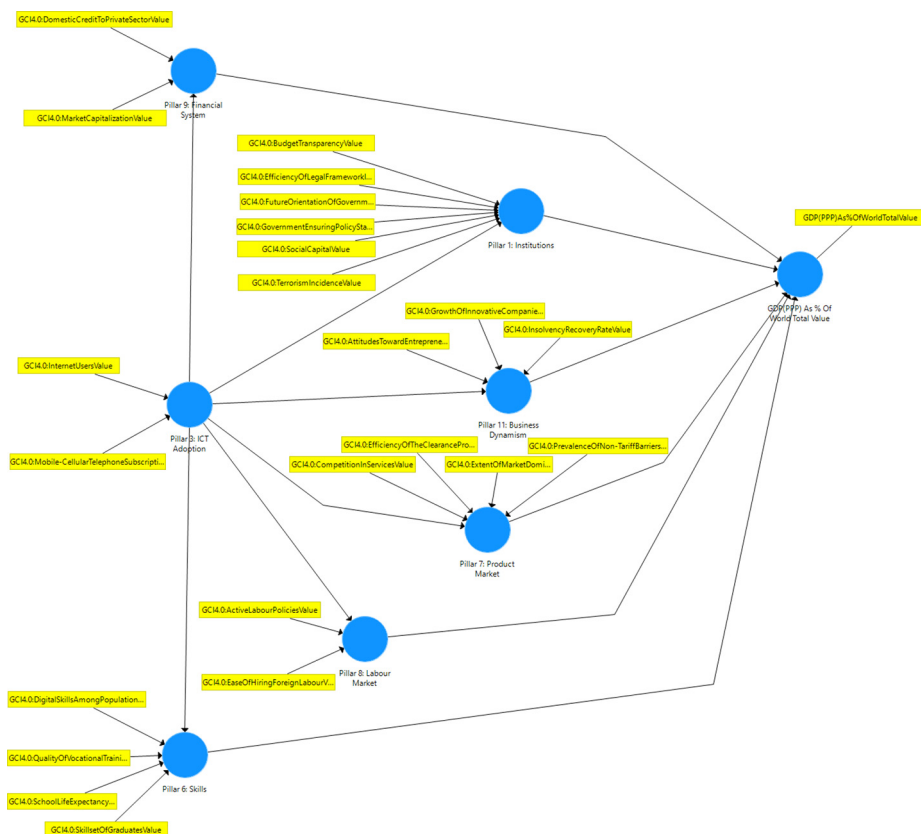 GCI4.0:DomesticCreditToPrivateSectorValue
Pillar 9: Financial
System
GCI4.0:MarketCapitalizationValue
GCI4.0:BudgetTransparencyValue
GCI4.0:EfficiencyOfLegalFrameworkI...
GCI4.0:FutureOrientationOfGovernm...
GCI4.0:GovernmentEnsuringPolicySta...
GCI4.0:SocialCapitalValue
GCI4.0:TerrorismIncidenceValue
Pillar 1: Institutions
GDP(PPP)As%OfWorldTotalValue
GDP(PPP) As % Of
World Total Value
GCI4.0:GrowthOfInnovativeCompanie...
GCI4.0:InsolvencyRecoveryRateValue
GCI4.0:AttitudesTowardEntreprene...
Pillar 11: Business
Dynamism
GCI4.0:InternetUsersValue
Pillar 3: ICT
Adoption
GCI4.0:Mobile-CellularTelephoneSubscripti...
GCI4.0:EfficiencyOfTheClearancePro...
GCI4.0:PrevalenceOfNon-TariffBarriers...
GCI4.0:CompetitionInServicesValue
GCI4.0:ExtentOfMarketDomi...
Pillar 7: Product
Market
GCI4.0:ActiveLabourPoliciesValue
GCI4.0:EaseOfHiringForeignLabourV...
Pillar 8: Labour
Market
GCI4.0:DigitalSkillsAmongPopulation...
GCI4.0:QualityOfVocationalTraini...
GCI4.0:SchoolLifeExpectancy...
GCI4.0:SkillsetOfGraduatesValue
Pillar 6: Skills